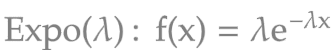 Expo(λ): f(x) = λe^{−λx}